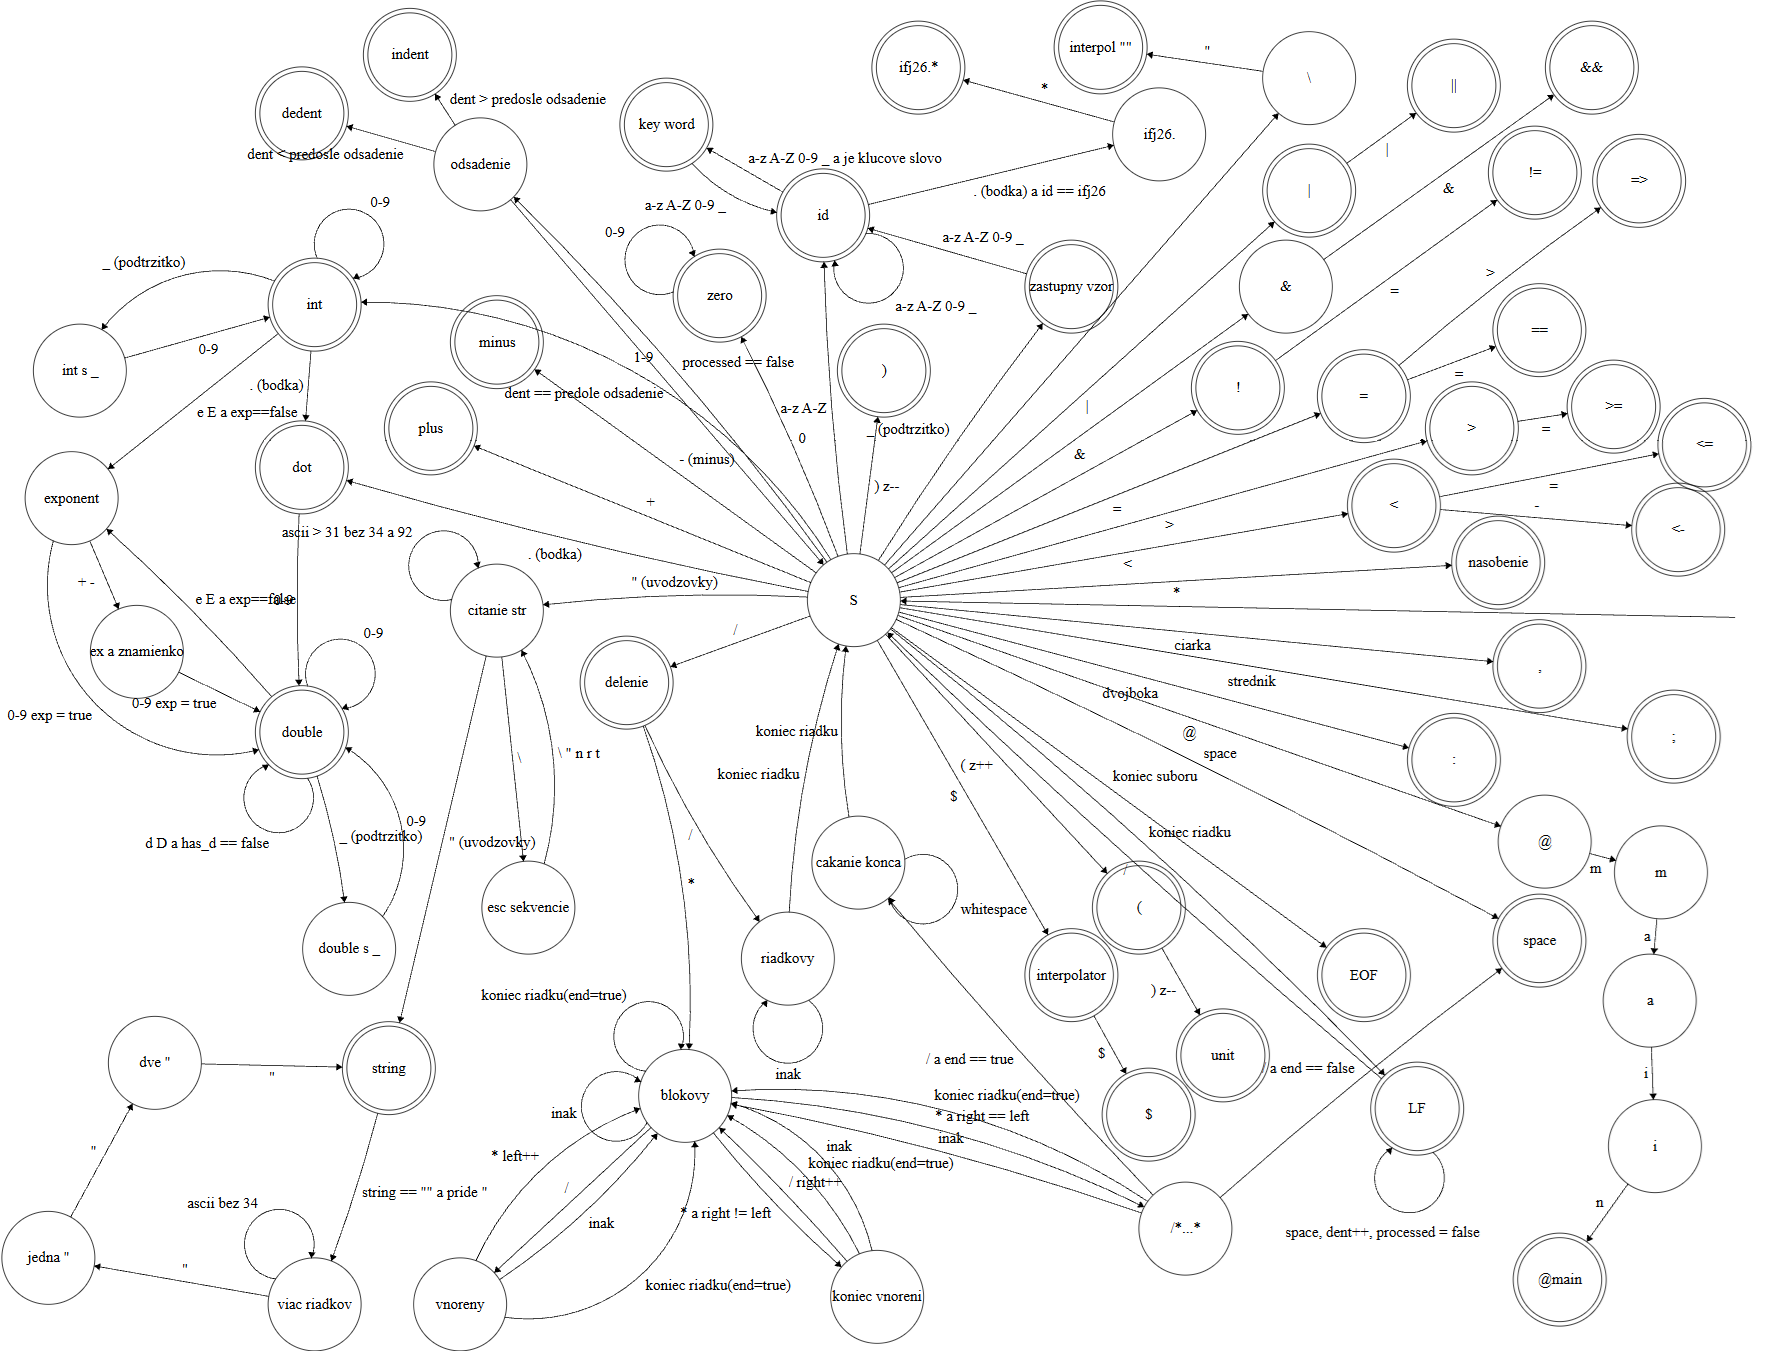 indent
interpol ""
ifj26.*
\
||
&&
dent > predosle odsadenie
"
*
dedent
key word
ifj26.
|
dent < predosle odsadenie
odsadenie
a-z A-Z 0-9 _ a je klucove slovo
!=
=>
&
. (bodka) a id == ifj26
|
0-9
a-z A-Z 0-9 _
id
0-9
a-z A-Z 0-9 _
_ (podtrzitko)
zero
zastupny vzor
&
>
int
a-z A-Z 0-9 _
=
minus
==
int s _
0-9
1-9
processed == false
)
=
. (bodka)
dent == predole odsadenie
!
=
>=
e E a exp==false
plus
a-z A-Z
0
_ (podtrzitko)
|
>
=
<=
- (minus)
&
dot
) z--
=
exponent
+
=
<
-
<-
ascii > 31 bez 34 a 92
. (bodka)
>
nasobenie
+ -
" (uvodzovky)
<
*
e E a exp==false
0-9
citanie str
S
/
0-9
ex a znamienko
ciarka
,
delenie
strednik
0-9 exp = true
0-9 exp = true
dvojboka
double
koniec riadku
@
;
\
\ " n r t
space
:
koniec riadku
( z++
koniec suboru
$
0-9
_ (podtrzitko)
d D a has_d == false
" (uvodzovky)
/
koniec riadku
@
cakanie konca
/
m
m
*
esc sekvencie
whitespace
(
double s _
riadkovy
interpolator
EOF
space
a
koniec riadku(end=true)
) z--
a
dve "
"
string
inak
/ a end == true
$
unit
a end == false
i
inak
blokovy
koniec riadku(end=true)
* a right == left
$
LF
inak
"
* left++
inak
koniec riadku(end=true)
i
/
/ right++
string == "" a pride "
ascii bez 34
inak
* a right != left
n
/*...*
space, dent++, processed = false
jedna "
"
koniec riadku(end=true)
@main
viac riadkov
vnoreny
koniec vnoreni